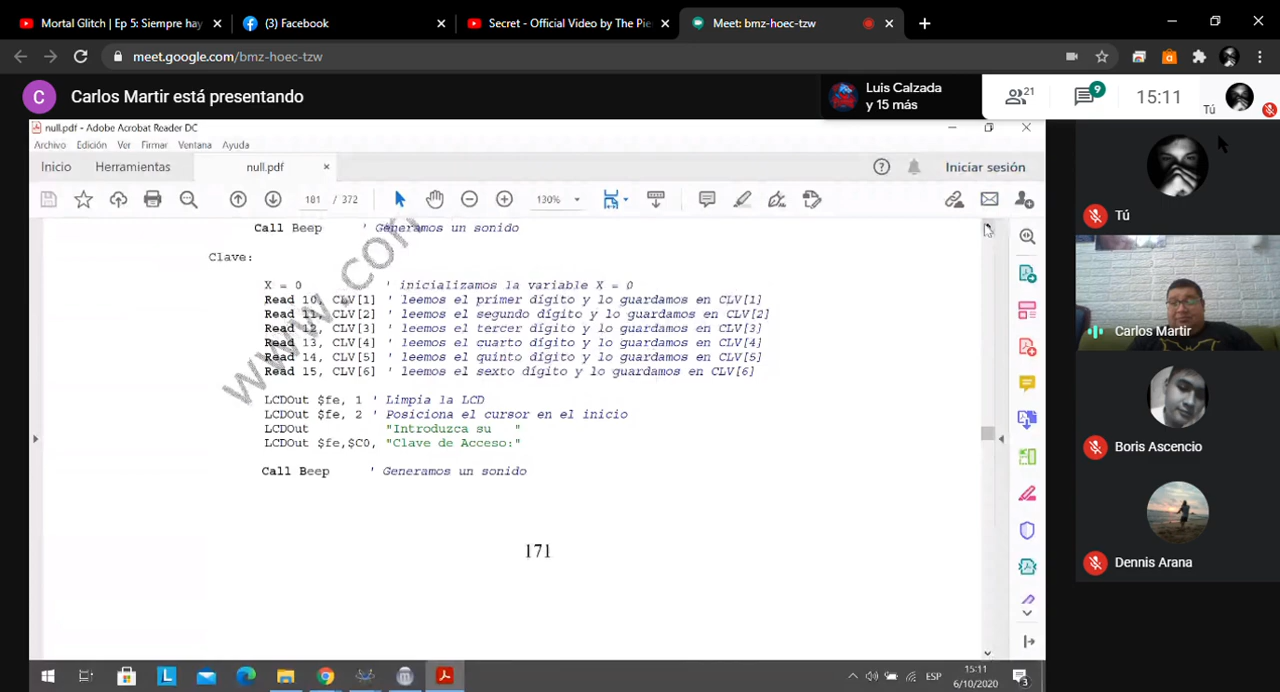 Mortal Glitch | Ep 5: Siempre hay
(3) Facebook
Secret - Official Video by The Pie
Meet: bmz-hoec-tzw
meet.google.com/bmz-hoec-tzw
C Carlos Martir está presentando
Luis Calzada
y 15 más
21
9
15:11
Tú
null.pdf - Adobe Acrobat Reader DC
Archivo Edición Ver Firmar Ventana Ayuda
Inicio Herramientas null.pdf Iniciar sesión
181 / 372 130%
Call Beep ' Generamos un sonido
Clave:
X = 0 ' inicializamos la variable X = 0
Read 10, CLV[1] ' leemos el primer dígito y lo guardamos en CLV[1]
Read 11, CLV[2] ' leemos el segundo dígito y lo guardamos en CLV[2]
Read 12, CLV[3] ' leemos el tercer dígito y lo guardamos en CLV[3]
Read 13, CLV[4] ' leemos el cuarto dígito y lo guardamos en CLV[4]
Read 14, CLV[5] ' leemos el quinto dígito y lo guardamos en CLV[5]
Read 15, CLV[6] ' leemos el sexto dígito y lo guardamos en CLV[6]
LCDOut $fe, 1 ' Limpia la LCD
LCDOut $fe, 2 ' Posiciona el cursor en el inicio
LCDOut "Introduzca su "
LCDOut $fe,$C0, "Clave de Acceso:"
Call Beep ' Generamos un sonido
171
www.com
Tú
Carlos Martir
Boris Ascencio
Dennis Arana
L
ESP
15:11
6/10/2020
3